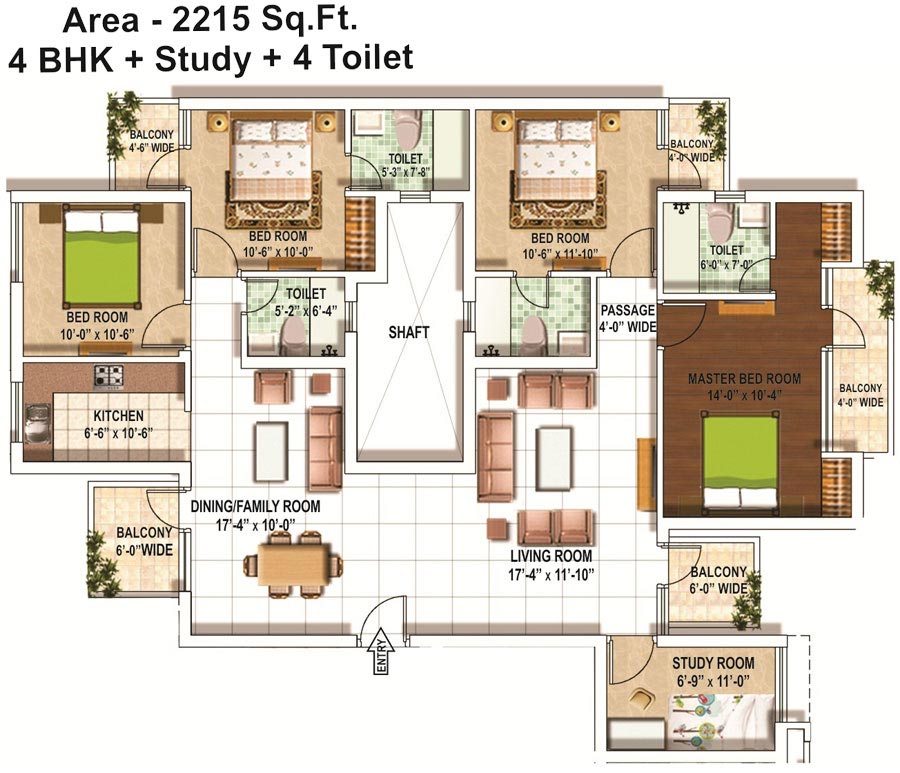 Area - 2215 Sq.Ft.
4 BHK + Study + 4 Toilet
BALCONY
4'-6" WIDE
BED ROOM
10'-6" x 10'-0"
TOILET
5'-3" x 7'-8"
BED ROOM
10'-6" x 11'-10"
BALCONY
4'-0" WIDE
BED ROOM
10'-0" x 10'-6"
TOILET
5'-2" x 6'-4"
SHAFT
PASSAGE
4'-0" WIDE
TOILET
6'-0" x 7'-0"
MASTER BED ROOM
14'-0" x 10'-4"
BALCONY
4'-0" WIDE
KITCHEN
6'-6" x 10'-6"
DINING/FAMILY ROOM
17'-4" x 10'-0"
BALCONY
6'-0" WIDE
LIVING ROOM
17'-4" x 11'-10"
BALCONY
6'-0" WIDE
ENTRY
STUDY ROOM
6'-9" x 11'-0"